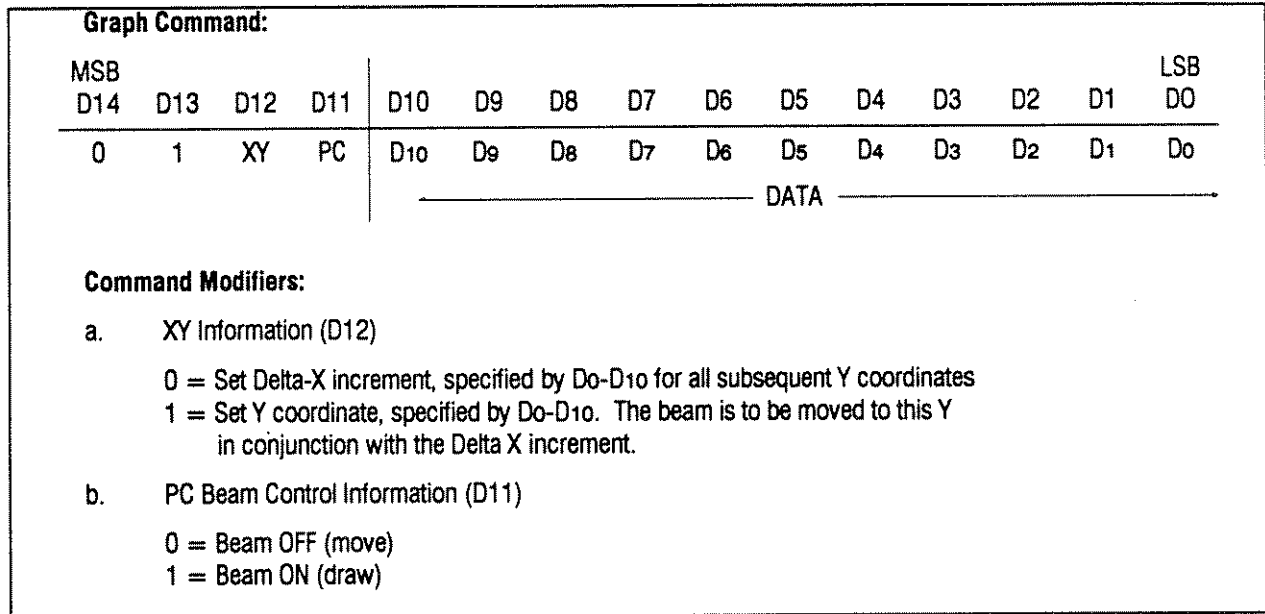 Graph Command:
MSB LSB
D14 D13 D12 D11 D10 D9 D8 D7 D6 D5 D4 D3 D2 D1 D0
0 1 XY PC D10 D9 D8 D7 D6 D5 D4 D3 D2 D1 Do
DATA
Command Modifiers:
a. XY Information (D12)
0 = Set Delta-X increment, specified by Do-D10 for all subsequent Y coordinates
1 = Set Y coordinate, specified by Do-D10. The beam is to be moved to this Y
in conjunction with the Delta X increment.
b. PC Beam Control Information (D11)
0 = Beam OFF (move)
1 = Beam ON (draw)